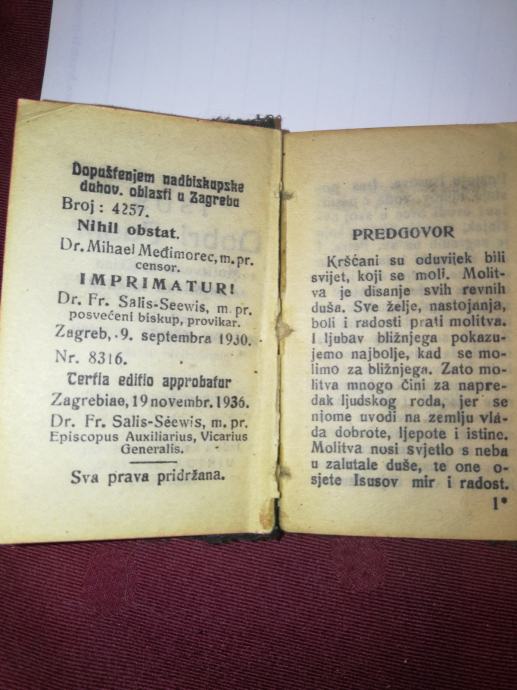 Dopuštenjem nadbiskupske
duhov. oblasti u Zagrebu
Broj : 4257.
Nihil obstat.
Dr. Mihael Međimorec, m. pr.
censor.
IMPRIMATUR!
Dr. Fr. Salis-Seewis, m. pr.
posvećeni biskup, provikar.
Zagreb, 9. septembra 1930.
Nr. 8316.
Tertia editio approbatur
Zagrebiae, 19 novembr. 1936.
Dr. Fr. Salis-Séewis, m. pr.
Episcopus Auxiliarius, Vicarius
Generalis.
Sva prava pridržana.
PREDGOVOR
Kršćani su oduvijek bili
svijet, koji se moli. Molit-
va je disanje svih revnih
duša. Sve želje, nastojanja,
boli i radosti prati molitva.
I ljubav bližnjega pokazu-
jemo najbolje, kad se mo-
limo za bližnjega. Zato mo-
litva mnogo čini za napre-
dak ljudskog roda, jer se
njome uvodi na zemlju vla-
da dobrote, ljepote i istine.
Molitva nosi svjetlo s neba
u zalutale duše, te one o-
sjete Isusov mir i radost.
1*